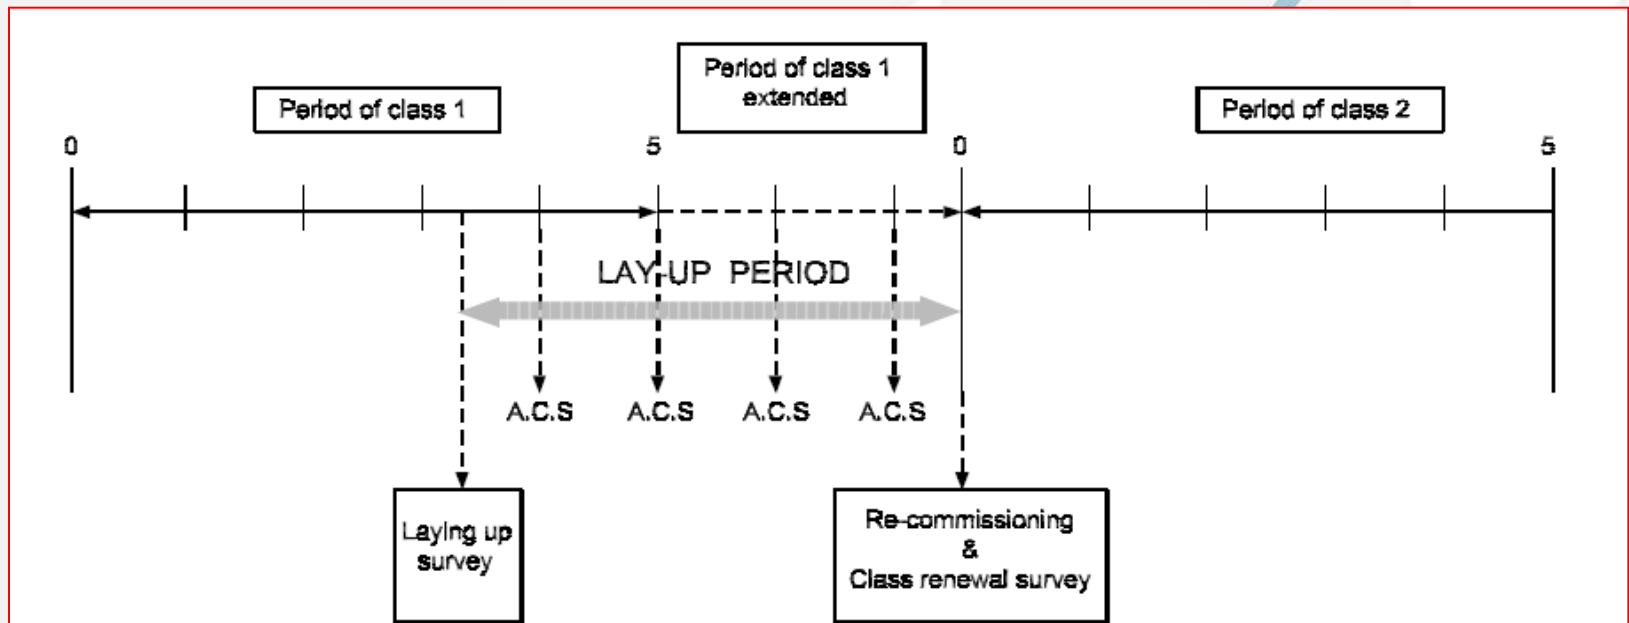 Period of class 1
extended
Period of class 1
Period of class 2
0
5
0
5
LAY-UP PERIOD
A.C.S
A.C.S
A.C.S
A.C.S
Laying up
survey
Re-commissioning
&
Class renewal survey